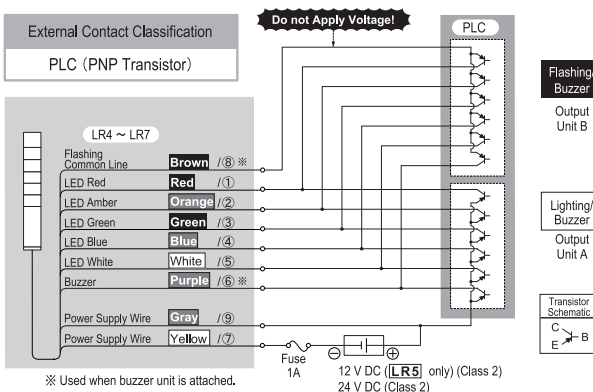 External Contact Classification
PLC (PNP Transistor)
Do not Apply Voltage!
PLC
LR4 ~ LR7
Flashing
Common Line
Brown /⑧ ※
LED Red
Red /①
LED Amber
Orange /②
LED Green
Green /③
LED Blue
Blue /④
LED White
White /⑤
Buzzer
Purple /⑥ ※
Power Supply Wire
Gray /⑨
Power Supply Wire
Yellow /⑦
Fuse
1A
⊖ ⊕
12 V DC (LR5 only) (Class 2)
24 V DC (Class 2)
※ Used when buzzer unit is attached.
Flashing/
Buzzer
Output
Unit B
Lighting/
Buzzer
Output
Unit A
Transistor
Schematic
C
B
E